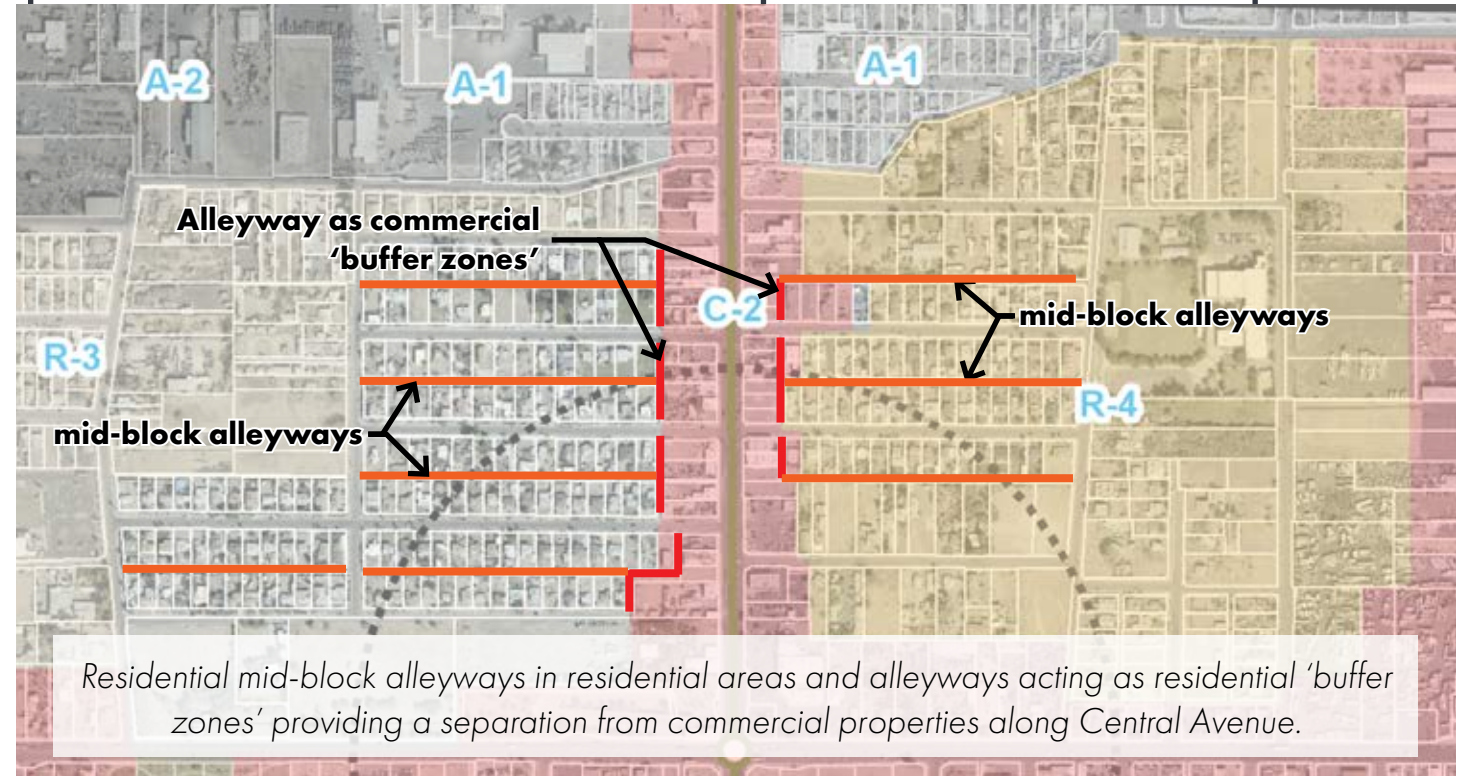 A-2
A-1
A-1
Alleyway as commercial
‘buffer zones’
C-2
mid-block alleyways
R-3
R-4
mid-block alleyways
Residential mid-block alleyways in residential areas and alleyways acting as residential ‘buffer
zones’ providing a separation from commercial properties along Central Avenue.